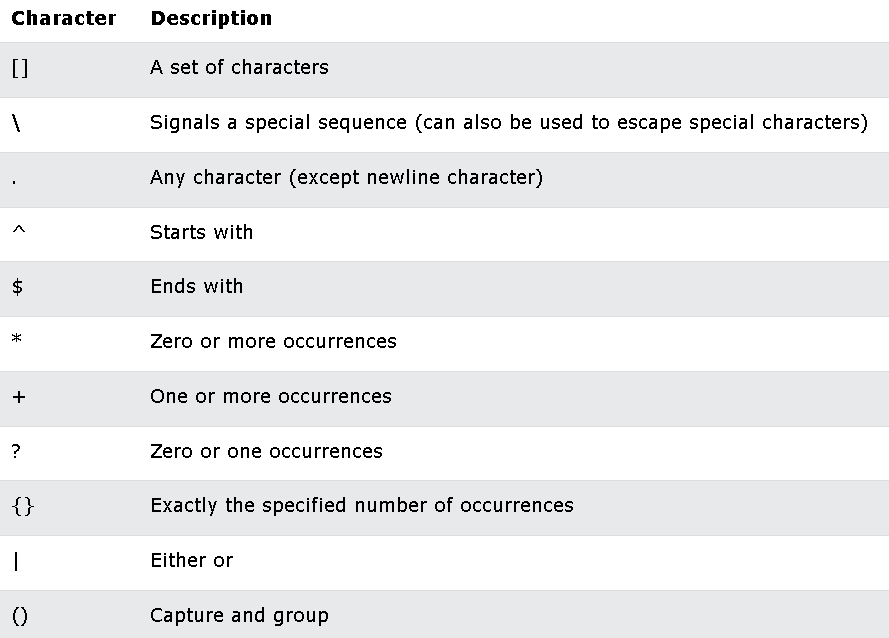 Character Description
[] A set of characters
\ Signals a special sequence (can also be used to escape special characters)
. Any character (except newline character)
^ Starts with
$ Ends with
* Zero or more occurrences
+ One or more occurrences
? Zero or one occurrences
{} Exactly the specified number of occurrences
| Either or
() Capture and group